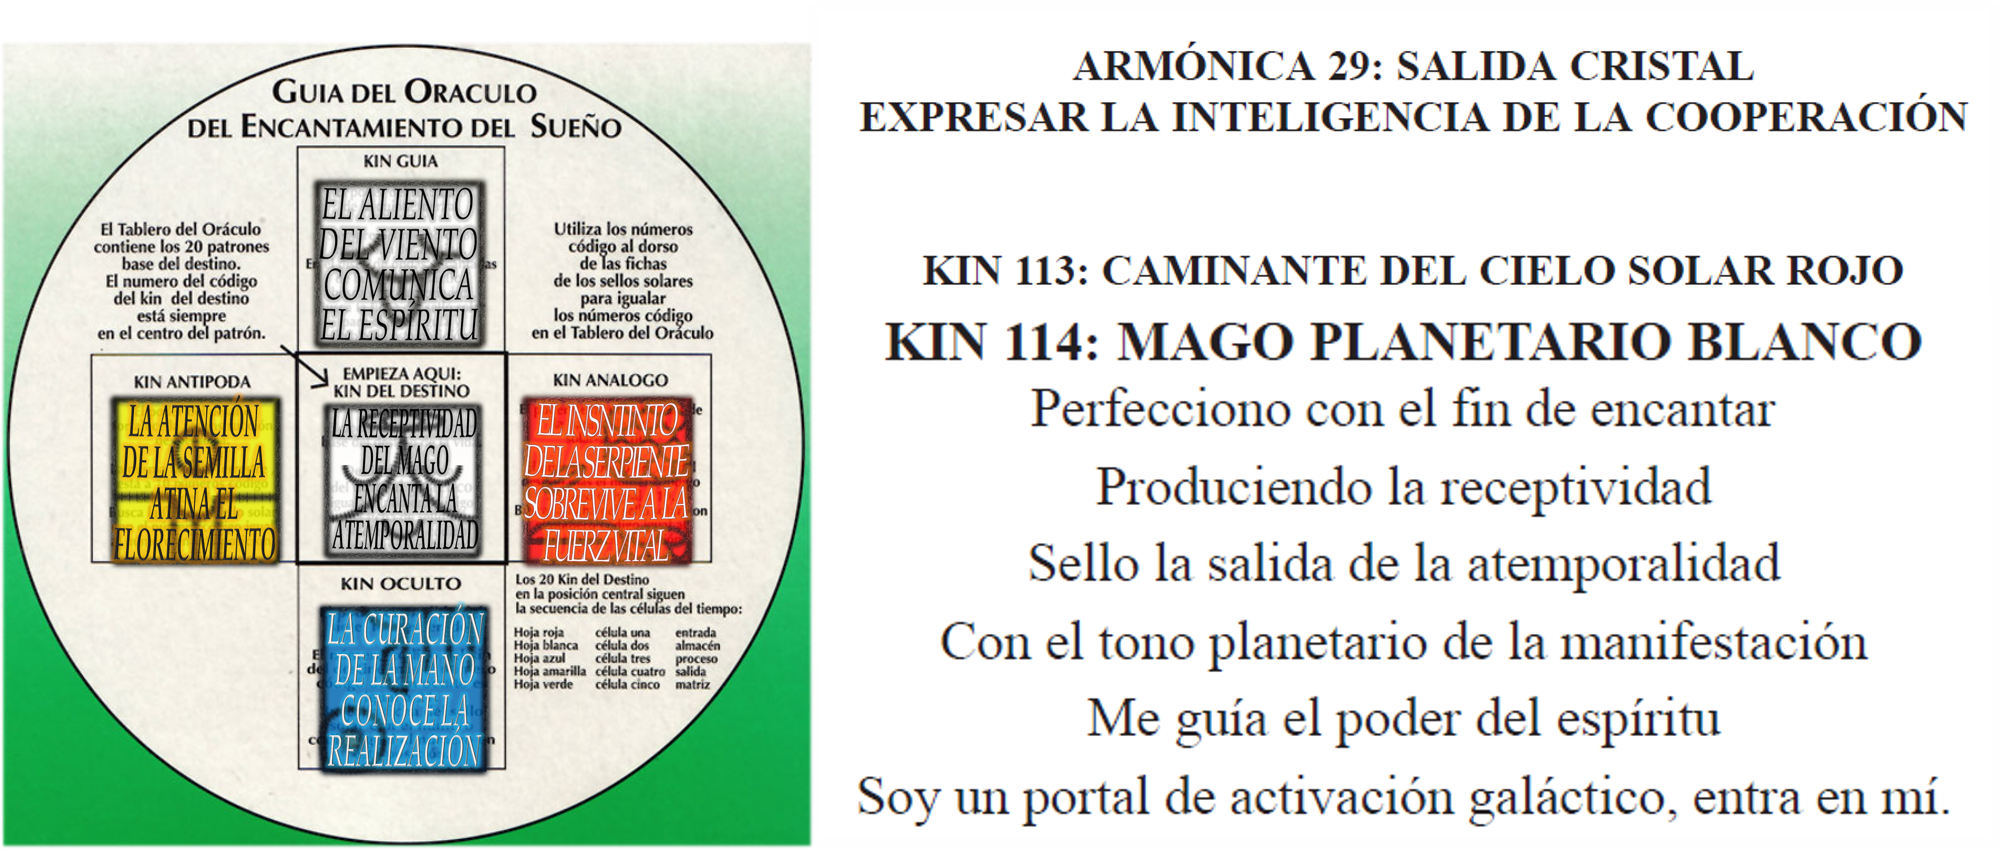 GUIA DEL ORACULO
DEL ENCANTAMIENTO DEL SUEÑO
KIN GUIA
EL ALIENTO
DEL VIENTO
COMUNICA
EL ESPÍRITU
El Tablero del Oráculo
contiene los 20 patrones
base del destino.
El numero del código
del kin del destino
está siempre
en el centro del patrón.
Utiliza los números
código al dorso
de las fichas
de los sellos solares
para igualar
los números código
en el Tablero del Oráculo
KIN ANTIPODA
LA ATENCIÓN
DE LA SEMILLA
ATINA EL
FLORECIMIENTO
EMPIEZA AQUI:
KIN DEL DESTINO
LA RECEPTIVIDAD
DEL MAGO
ENCANTA LA
ATEMPORALIDAD
KIN ANALOGO
EL INSNTINTO
DE LA SERPIENTE
SOBREVIVE A LA
FUERZ VITAL
KIN OCULTO
LA CURACIÓN
DE LA MANO
CONOCE LA
REALIZACIÓN
Los 20 Kin del Destino
en la posición central siguen
la secuencia de las células del tiempo:
Hoja roja célula una entrada
Hoja blanca célula dos almacén
Hoja azul célula tres proceso
Hoja amarilla célula cuatro salida
Hoja verde célula cinco matriz
ARMÓNICA 29: SALIDA CRISTAL
EXPRESAR LA INTELIGENCIA DE LA COOPERACIÓN
KIN 113: CAMINANTE DEL CIELO SOLAR ROJO
KIN 114: MAGO PLANETARIO BLANCO
Perfecciono con el fin de encantar
Produciendo la receptividad
Sello la salida de la atemporalidad
Con el tono planetario de la manifestación
Me guía el poder del espíritu
Soy un portal de activación galáctico, entra en mí.